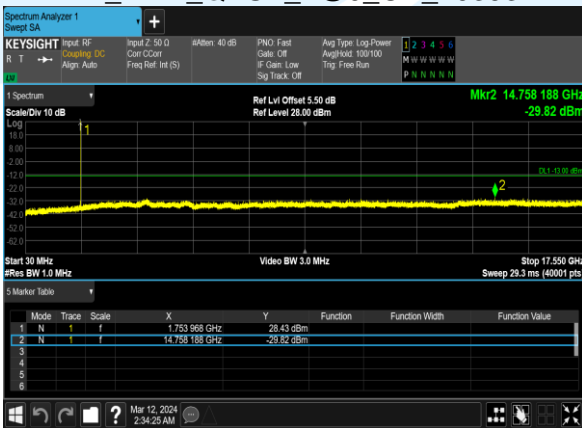 Spectrum Analyzer 1
Swept SA
KEYSIGHT
R T
LW
Input: RF
Coupling: DC
Align: Auto
Input Z: 50 Ω
Corr CCorr
Freq Ref: Int (S)
#Atten: 40 dB
PNO: Fast
Gate: Off
IF Gain: Low
Sig Track: Off
Avg Type: Log-Power
Avg|Hold: 100/100
Trig: Free Run
1 2 3 4 5 6
M W W W W W
P N N N N N
1 Spectrum
Scale/Div 10 dB
Ref Lvl Offset 5.50 dB
Ref Level 28.00 dBm
Mkr2 14.758 188 GHz
-29.82 dBm
Log
18.0
8.00
-2.00
-12.0
-22.0
-32.0
-42.0
-52.0
-62.0
1
DL1 -13.00 dBm
2
Start 30 MHz
#Res BW 1.0 MHz
Video BW 3.0 MHz
Stop 17.550 GHz
Sweep 29.3 ms (40001 pts)
5 Marker Table
Mode Trace Scale X Y Function Function Width Function Value
1 N 1 f 1.753 968 GHz 28.43 dBm
2 N 1 f 14.758 188 GHz -29.82 dBm
3
4
5
6
?
Mar 12, 2024
2:34:25 AM